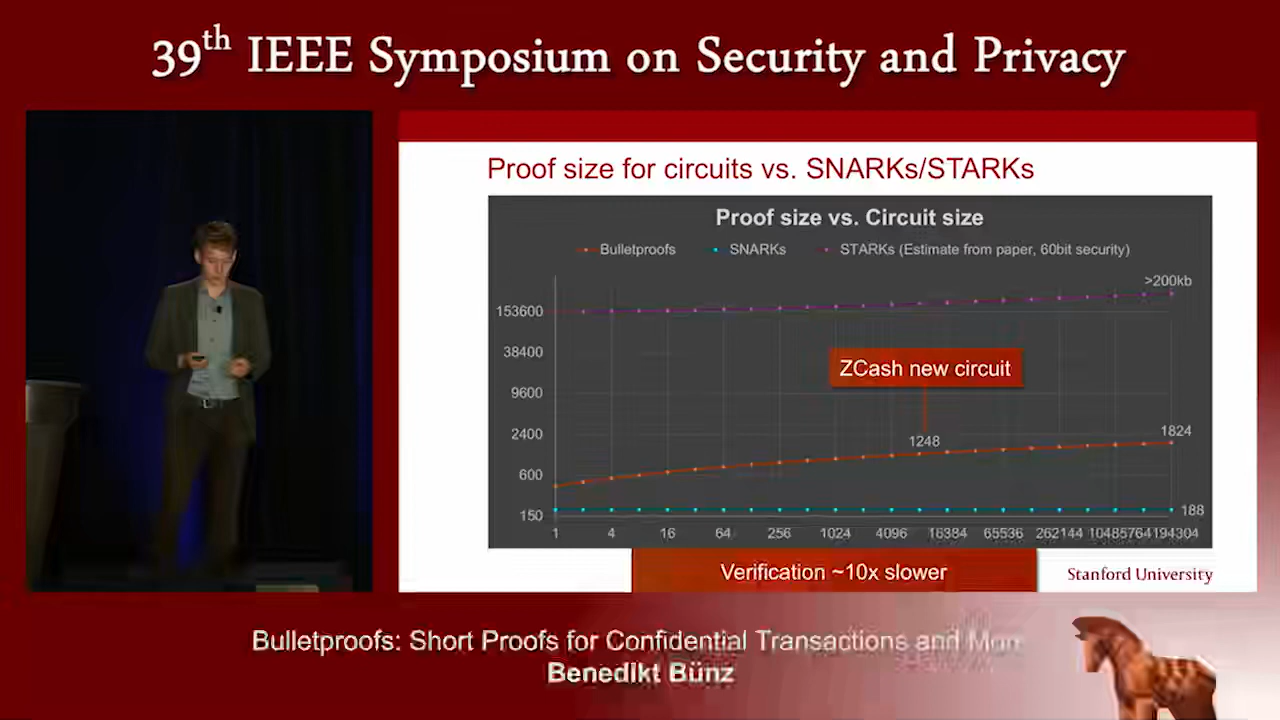 39th IEEE Symposium on Security and Privacy
Proof size for circuits vs. SNARKs/STARKs
Proof size vs. Circuit size
Bulletproofs SNARKs STARKs (Estimate from paper, 60bit security)
>200kb
153600
38400
ZCash new circuit
9600
2400
1248
1824
600
150
188
1 4 16 64 256 1024 4096 16384 65536 262144 1048576 4194304
Verification ~10x slower
Stanford University
Bulletproofs: Short Proofs for Confidential Transactions and More
Benedikt Bünz